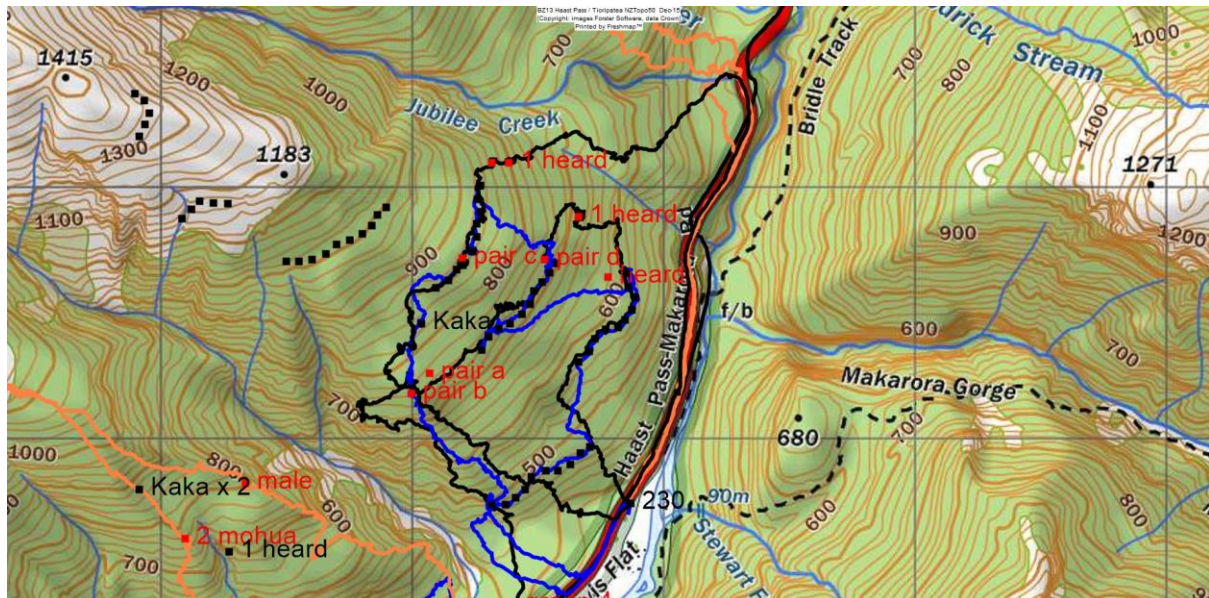 BZ13 Haast Pass / Tioripatea NZTopo50 Dec-15
Copyright: images Forster Software, data Crown
Printed by Freshmap™
1415
1200
1000
1300
1183
1100
Jubilee Creek
700
Bridle Track
700
800
Stream
1000
1100
1271
1200
900
1 heard
1 heard
900
pair c
800
pair d
heard
600
Kaka
f/b
600
700
pair a
pair b
Haast Pass-Makarora
Makarora Gorge
700
680
700
1000
800
male
Kaka x 2
600
500
230
90m
800
2 mohua
1 heard
700
600
Stewart
Flat